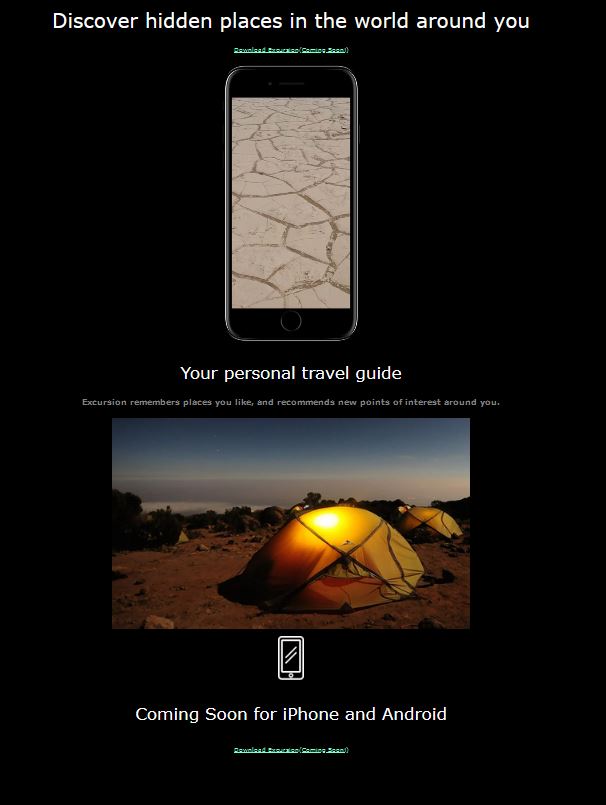 Discover hidden places in the world around you
Download Excursion(Coming Soon!)
Your personal travel guide
Excursion remembers places you like, and recommends new points of interest around you.
Coming Soon for iPhone and Android
Download Excursion(Coming Soon!)